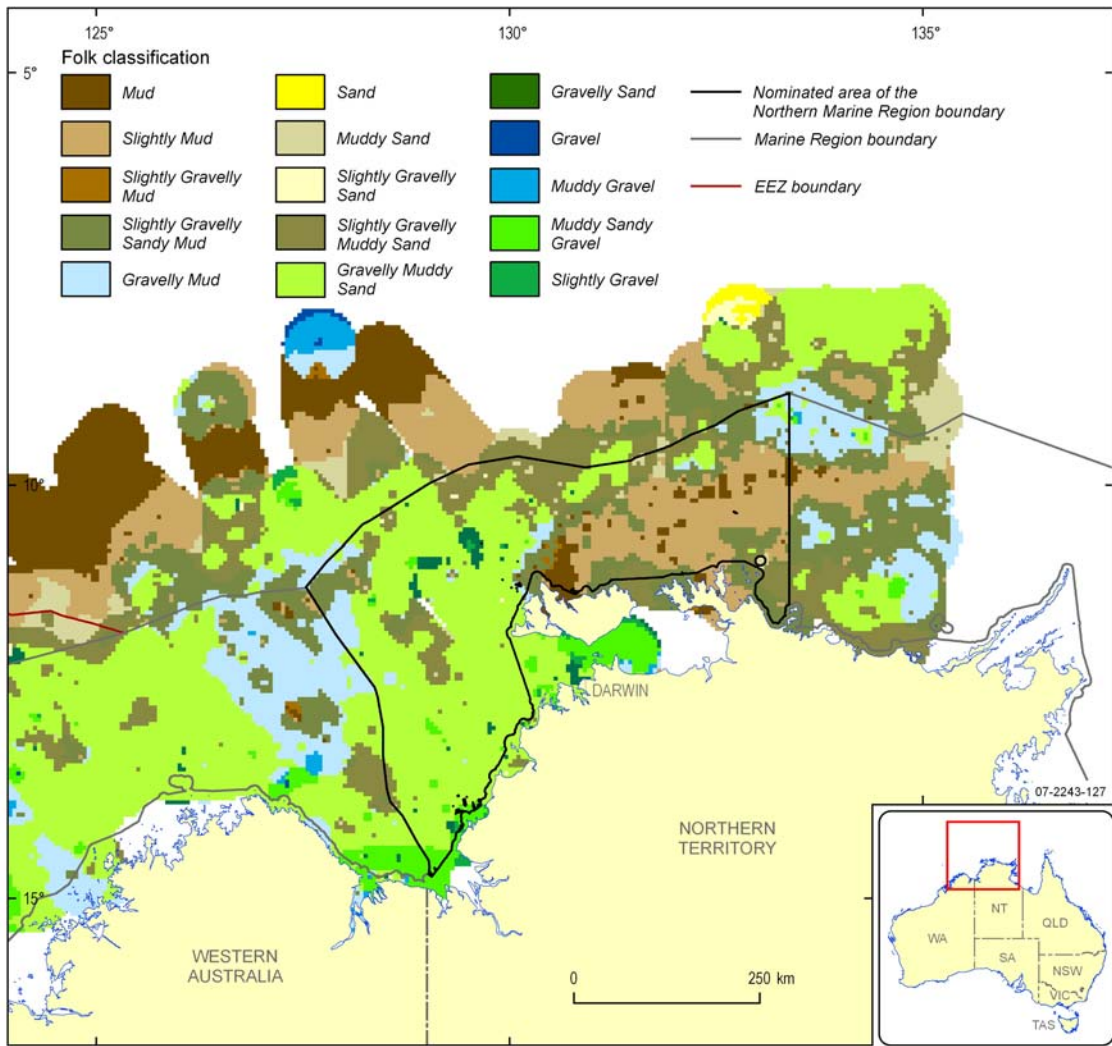 125°
130°
135°
5°
10°
15°
Folk classification
Mud
Slightly Mud
Slightly Gravelly
Mud
Slightly Gravelly
Sandy Mud
Gravelly Mud
Sand
Muddy Sand
Slightly Gravelly
Sand
Slightly Gravelly
Muddy Sand
Gravelly Muddy
Sand
Gravelly Sand
Gravel
Muddy Gravel
Muddy Sandy
Gravel
Slightly Gravel
Nominated area of the
Northern Marine Region boundary
Marine Region boundary
EEZ boundary
DARWIN
NORTHERN
TERRITORY
WESTERN
AUSTRALIA
0 250 km
07-2243-127
WA
NT
QLD
SA
NSW
VIC
TAS